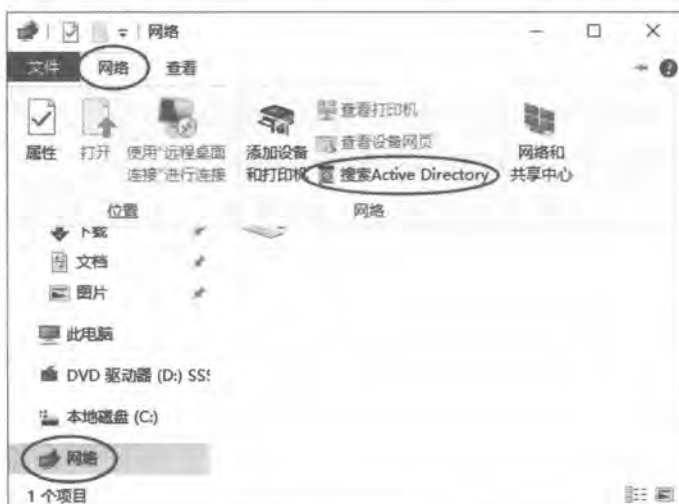 网络
文件 网络 查看
属性
打开
使用"远程桌面
连接"进行连接
添加设备
和打印机
查看打印机
查看设备网页
搜索Active Directory
网络和
共享中心
位置
网络
下载
文档
图片
此电脑
DVD 驱动器 (D:) SS
本地磁盘 (C:)
网络
1 个项目